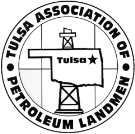 TULSA ASSOCIATION OF
Tulsa
PETROLEUM LANDMEN